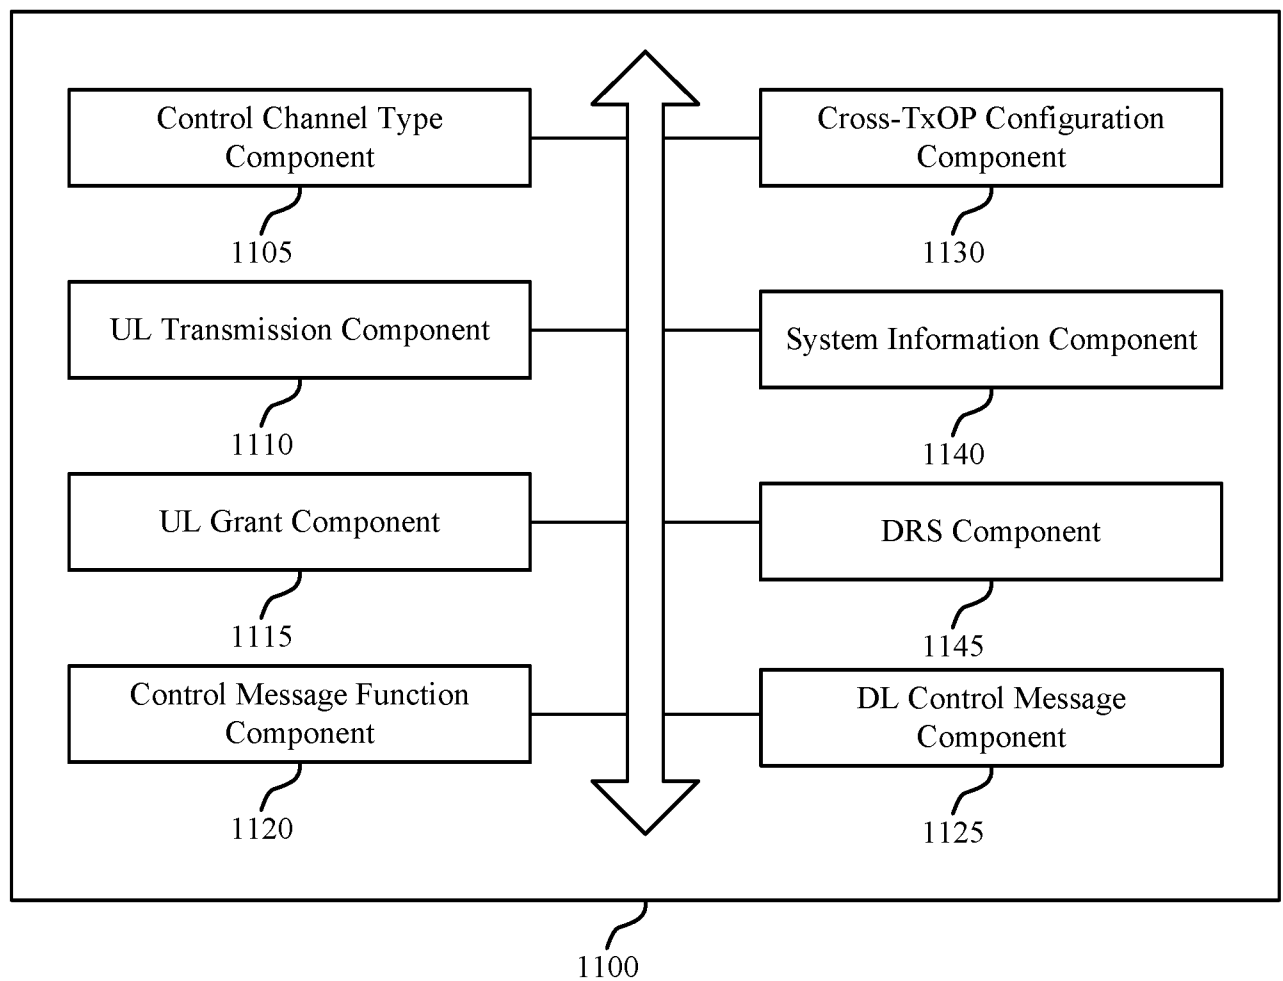 Control Channel Type
Component
1105
UL Transmission Component
1110
UL Grant Component
1115
Control Message Function
Component
1120
Cross-TxOP Configuration
Component
1130
System Information Component
1140
DRS Component
1145
DL Control Message
Component
1125
1100